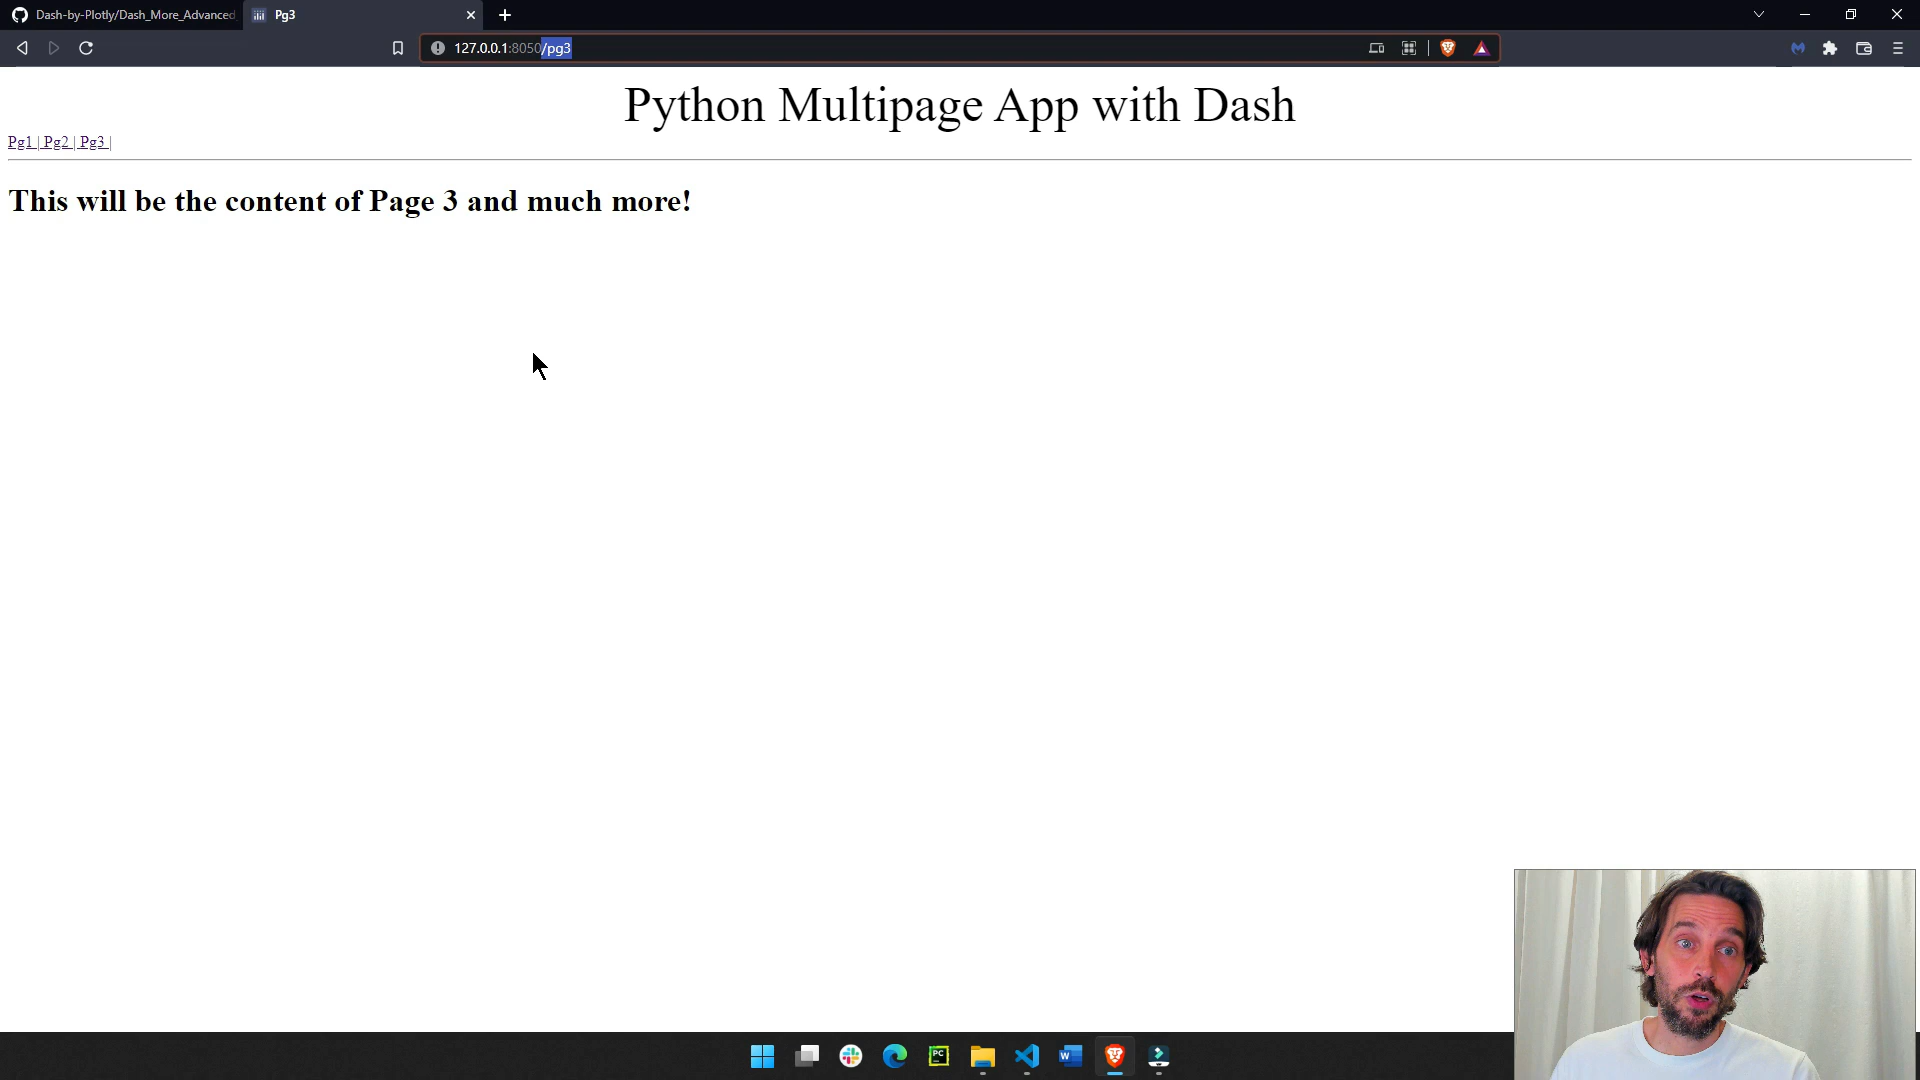 Dash-by-Plotly/Dash_More_Advanced
Pg3
127.0.0.1:8050/pg3
Python Multipage App with Dash
Pg1 | Pg2 | Pg3 |
This will be the content of Page 3 and much more!
PC
W